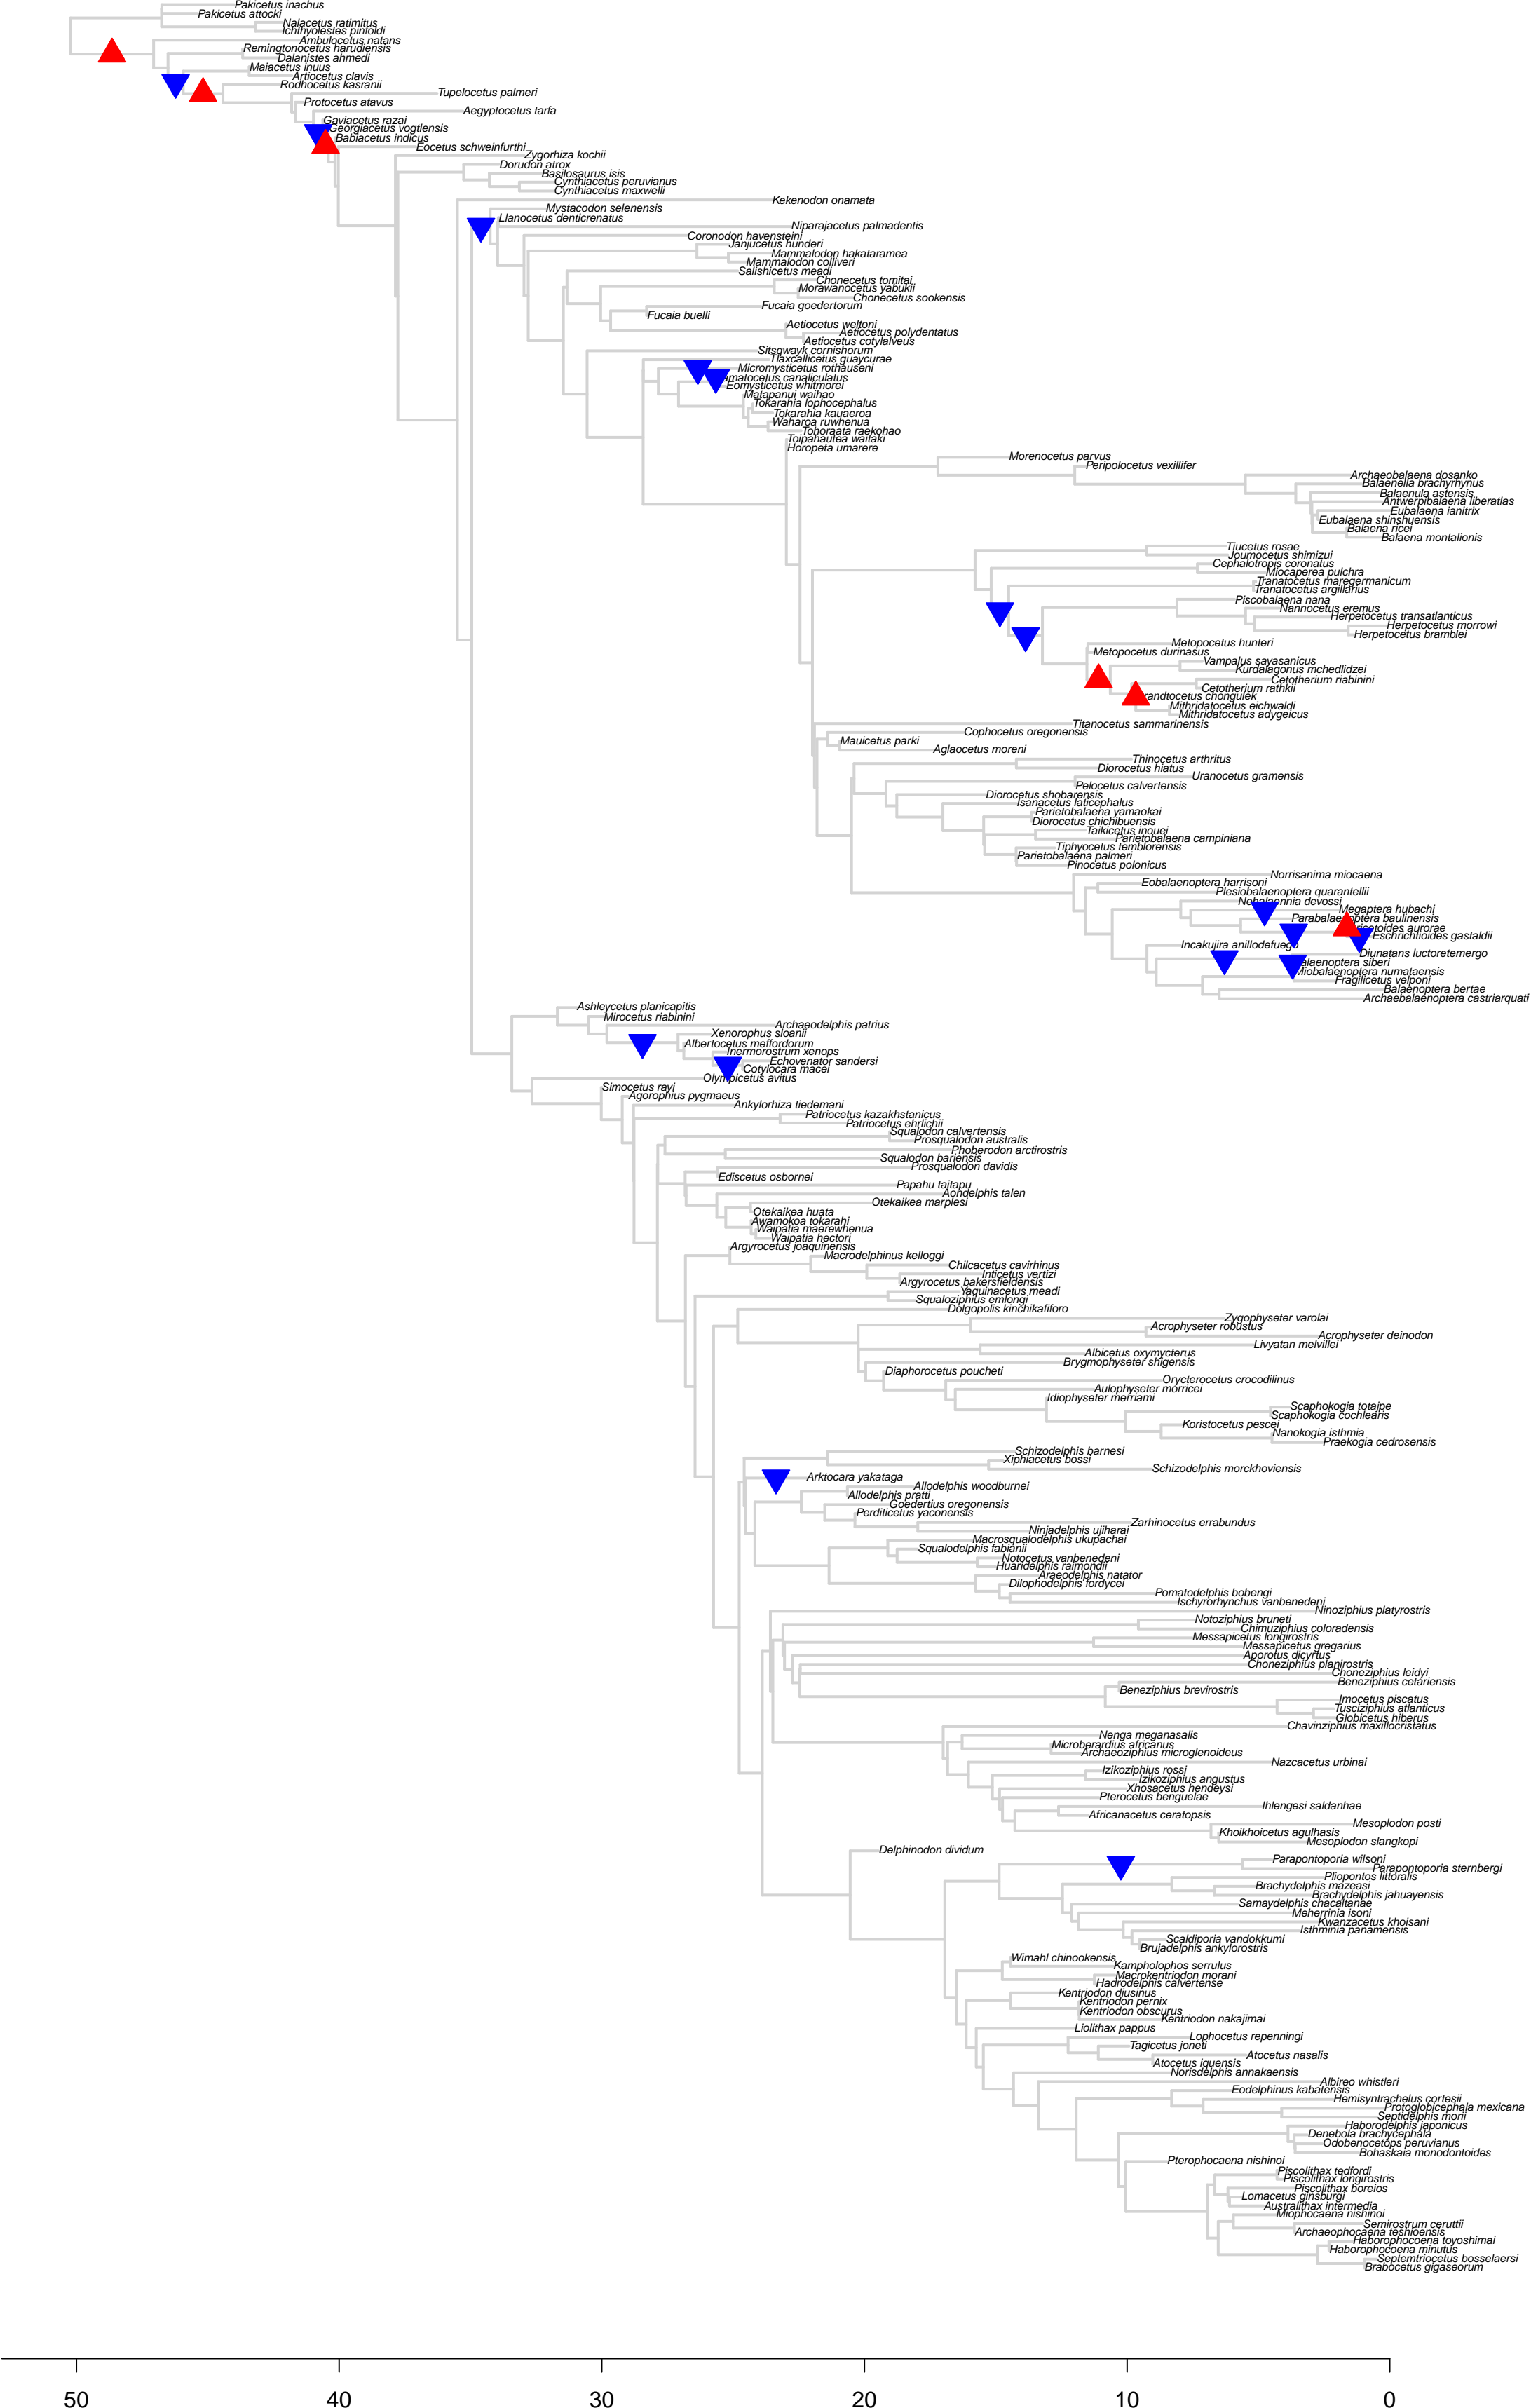 Pakicetus inachus
Pakicetus attocki
Nalacetus ratimitus
Ichthyolestes pinfoldi
Ambulocetus natans
Remingtonocetus harudiensis
Dalanistes ahmedi
Maiacetus inuus
Artiocetus clavis
Rodhocetus kasranii
Tupelocetus palmeri
Protocetus atavus
Aegyptocetus tarfa
Gaviacetus razai
Georgiacetus vogtlensis
Babiacetus indicus
Eocetus schweinfurthi
Zygorhiza kochii
Dorudon atrox
Basilosaurus isis
Cynthiacetus peruvianus
Cynthiacetus maxwelli
Kekenodon onamata
Mystacodon selenensis
Llanocetus denticrenatus
Niparajacetus palmadentis
Coronodon havensteini
Janjucetus hunderi
Mammalodon hakataramea
Mammalodon colliveri
Salishicetus meadi
Chonecetus tomitai
Morawanocetus yabukii
Chonecetus sookensis
Fucaia goedertorum
Fucaia buelli
Aetiocetus weltoni
Aetiocetus polydentatus
Aetiocetus cotylalveus
Sitsqwayk cornishorum
Tlaxcallicetus guaycurae
Micromysticetus rothauseni
amatocetus canaliculatus
Eomysticetus whitmorei
Matapanui waihao
Tokarahia lophocephalus
Tokarahia kauaeroa
Waharoa ruwhenua
Tohoraata raekohao
Toipahautea waitaki
Horopeta umarere
Morenocetus parvus
Peripolocetus vexillifer
Archaeobalaena dosanko
Balaenella brachyrhynus
Balaenula astensis
Antwerpibalaena liberatlas
Eubalaena ianitrix
Eubalaena shinshuensis
Balaena ricei
Balaena montalionis
Tiucetus rosae
Joumocetus shimizui
Cephalotropis coronatus
Miocaperea pulchra
Tranatocetus maregermanicum
Tranatocetus argillarius
Piscobalaena nana
Nannocetus eremus
Herpetocetus transatlanticus
Herpetocetus morrowi
Herpetocetus bramblei
Metopocetus hunteri
Metopocetus durinasus
Vampalus sayasanicus
Kurdalagonus mchedlidzei
Cetotherium riabinini
Cetotherium rathkii
randtocetus chongulek
Mithridatocetus eichwaldi
Mithridatocetus adygeicus
Titanocetus sammarinensis
Cophocetus oregonensis
Mauicetus parki
Aglaocetus moreni
Thinocetus arthritus
Diorocetus hiatus
Uranocetus gramensis
Pelocetus calvertensis
Diorocetus shobarensis
Isanacetus laticephalus
Parietobalaena yamaokai
Diorocetus chichibuensis
Taikicetus inouei
Parietobalaena campiniana
Tiphyocetus temblorensis
Parietobalaena palmeri
Pinocetus polonicus
Norrisanima miocaena
Eobalaenoptera harrisoni
Plesiobalaenoptera quarantellii
Nehalaennia devossi
Megaptera hubachi
Parabalaenoptera baulinensis
ricetoides aurorae
Eschrichtioides gastaldii
Incakujira anillodefuego
Diunatans luctoretemergo
alaenoptera siberi
Miobalaenoptera numataensis
Fragilicetus velponi
Balaenoptera bertae
Archaebalaenoptera castriarquati
Ashleycetus planicapitis
Mirocetus riabinini
Archaeodelphis patrius
Xenorophus sloanii
Albertocetus meffordorum
Inermorostrum xenops
Echovenator sandersi
Cotylocara macei
Olympicetus avitus
Simocetus rayi
Agorophius pygmaeus
Ankylorhiza tiedemani
Patriocetus kazakhstanicus
Patriocetus ehrlichii
Squalodon calvertensis
Prosqualodon australis
Phoberodon arctirostris
Squalodon bariensis
Prosqualodon davidis
Ediscetus osbornei
Papahu taitapu
Aondelphis talen
Otekaikea marplesi
Otekaikea huata
Awamokoa tokarahi
Waipatia maerewhenua
Waipatia hectori
Argyrocetus joaquinensis
Macrodelphinus kelloggi
Chilcacetus cavirhinus
Inticetus vertizi
Argyrocetus bakersfieldensis
Yaquinacetus meadi
Squaloziphius emlongi
Dolgopolis kinchikafiforo
Zygophyseter varolai
Acrophyseter robustus
Acrophyseter deinodon
Livyatan melvillei
Albicetus oxymycterus
Brygmophyseter shigensis
Diaphorocetus poucheti
Orycterocetus crocodilinus
Aulophyseter morricei
Idiophyseter merriami
Scaphokogia totajpe
Scaphokogia cochlearis
Koristocetus pescei
Nanokogia isthmia
Praekogia cedrosensis
Schizodelphis barnesi
Xiphiacetus bossi
Schizodelphis morckhoviensis
Arktocara yakataga
Allodelphis woodburnei
Allodelphis pratti
Goedertius oregonensis
Perditicetus yaconensis
Zarhinocetus errabundus
Ninjadelphis ujiharai
Macrosqualodelphis ukupachai
Squalodelphis fabianii
Notocetus vanbenedeni
Huaridelphis raimondii
Araeodelphis natator
Dilophodelphis fordycei
Pomatodelphis bobengi
Ischyrorhynchus vanbenedeni
Ninoziphius platyrostris
Notoziphius bruneti
Chimuziphius coloradensis
Messapicetus longirostris
Messapicetus gregarius
Aporotus dicyrtus
Choneziphius planirostris
Choneziphius leidyi
Beneziphius cetariensis
Beneziphius brevirostris
Imocetus piscatus
Tusciziphius atlanticus
Globicetus hiberus
Chavinziphius maxillocristatus
Nenga meganasalis
Microberardius africanus
Archaeoziphius microglenoideus
Nazcacetus urbinai
Izikoziphius rossi
Izikoziphius angustus
Xhosacetus hendeysi
Pterocetus benguelae
Ihlengesi saldanhae
Africanacetus ceratopsis
Mesoplodon posti
Khoikhoicetus agulhasis
Mesoplodon slangkopi
Delphinodon dividum
Parapontoporia wilsoni
Parapontoporia sternbergi
Pliopontos littoralis
Brachydelphis mazeasi
Brachydelphis jahuayensis
Samaydelphis chacaltanae
Meherrinia isoni
Kwanzacetus khoisani
Isthminia panamensis
Scaldiporia vandokkumi
Brujadelphis ankylorostris
Wimahl chinookensis
Kampholophos serrulus
Macrokentriodon morani
Hadrodelphis calvertense
Kentriodon diusinus
Kentriodon pernix
Kentriodon obscurus
Kentriodon nakajimai
Liolithax pappus
Lophocetus repenningi
Tagicetus joneti
Atocetus nasalis
Atocetus iquensis
Norisdelphis annakaensis
Albireo whistleri
Eodelphinus kabatensis
Hemisyntrachelus cortesii
Protoglobicephala mexicana
Septidelphis morii
Haborodelphis japonicus
Denebola brachycephala
Odobenocetops peruvianus
Bohaskaia monodontoides
Pterophocaena nishinoi
Piscolithax tedfordi
Piscolithax longirostris
Piscolithax boreios
Lomacetus ginsburgi
Australithax intermedia
Miophocaena nishinoi
Semirostrum ceruttii
Archaeophocaena teshioensis
Haborophocoena toyoshimai
Haborophocoena minutus
Septemtriocetus bosselaersi
Brabocetus gigaseorum
50 40 30 20 10 0